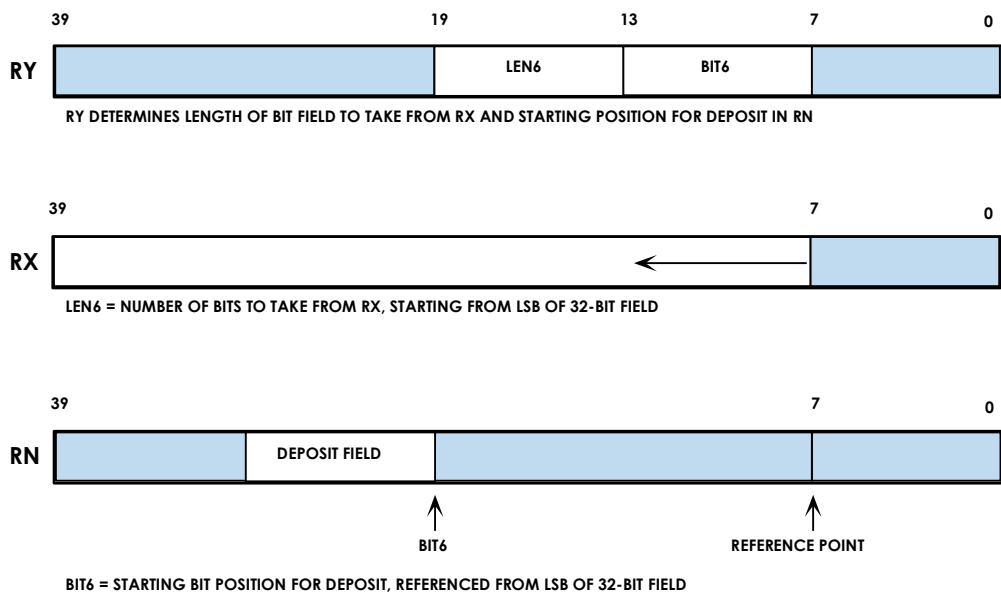 39 19 13 7 0
RY LEN6 BIT6
RY DETERMINES LENGTH OF BIT FIELD TO TAKE FROM RX AND STARTING POSITION FOR DEPOSIT IN RN
39 7 0
RX
LEN6 = NUMBER OF BITS TO TAKE FROM RX, STARTING FROM LSB OF 32-BIT FIELD
39 7 0
RN DEPOSIT FIELD
BIT6 REFERENCE POINT
BIT6 = STARTING BIT POSITION FOR DEPOSIT, REFERENCED FROM LSB OF 32-BIT FIELD